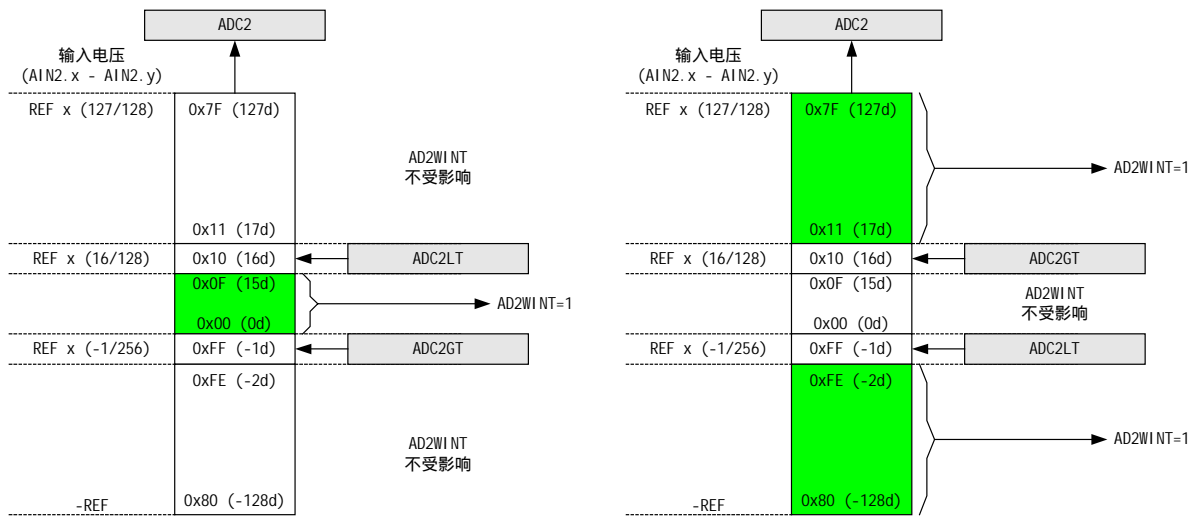 ADC2
输入电压
(AIN2.x - AIN2.y)
REF x (127/128)
0x7F (127d)
AD2WINT
不受影响
0x11 (17d)
REF x (16/128)
0x10 (16d)
ADC2LT
0x0F (15d)
AD2WINT=1
0x00 (0d)
REF x (-1/256)
0xFF (-1d)
ADC2GT
0xFE (-2d)
AD2WINT
不受影响
-REF
0x80 (-128d)
ADC2
输入电压
(AIN2.x - AIN2.y)
REF x (127/128)
0x7F (127d)
AD2WINT=1
0x11 (17d)
REF x (16/128)
0x10 (16d)
ADC2GT
0x0F (15d)
AD2WINT
不受影响
0x00 (0d)
REF x (-1/256)
0xFF (-1d)
ADC2LT
0xFE (-2d)
AD2WINT=1
-REF
0x80 (-128d)